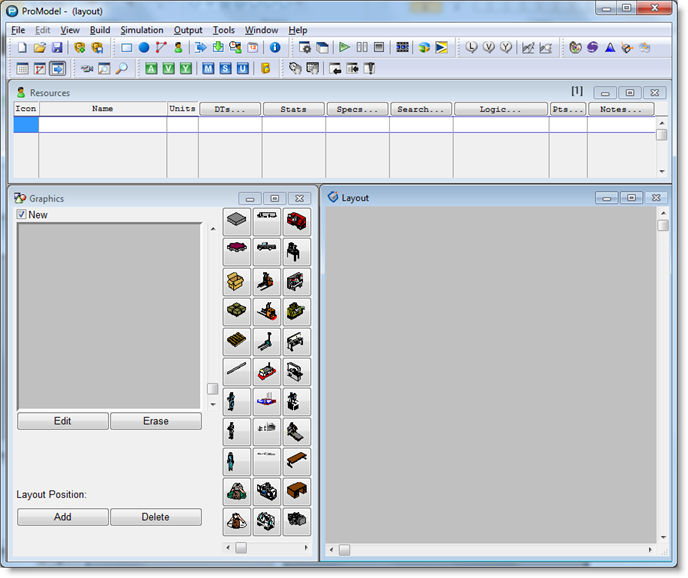 ProModel - (layout)
File Edit View Build Simulation Output Tools Window Help
Resources [1]
Icon Name Units DTs... Stats Specs... Search... Logic... Pts... Notes...
Graphics
New
Edit Erase
Layout Position:
Add Delete
Layout